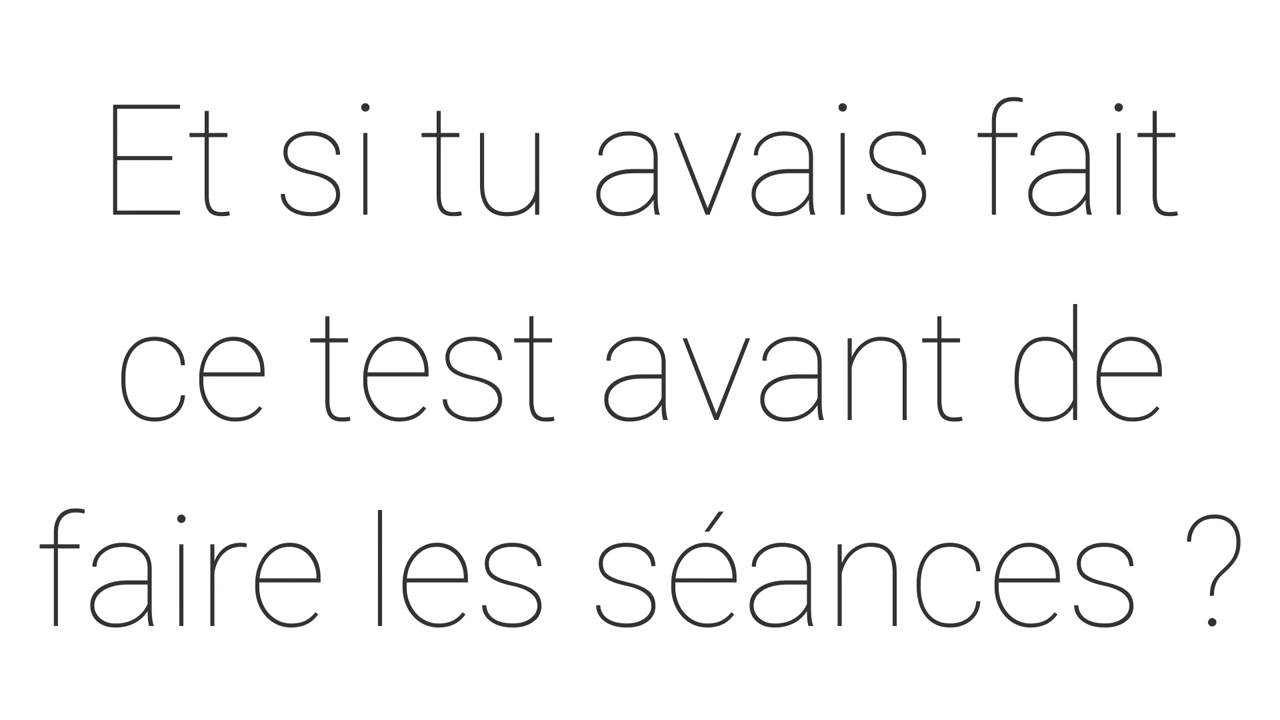 Et si tu avais fait
ce test avant de
faire les séances ?